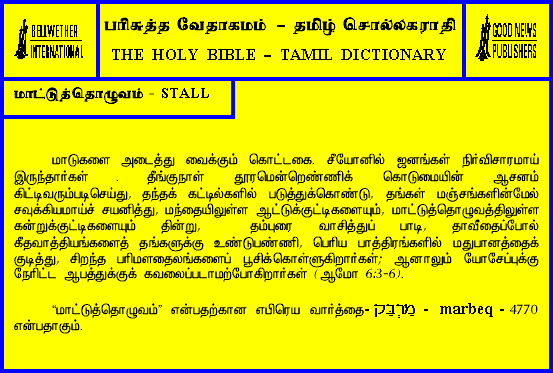 BELLWETHER
INTERNATIONAL
பரிசுத்த வேதாகமம் - தமிழ் சொல்லகராதி
THE HOLY BIBLE – TAMIL DICTIONARY
GOOD NEWS
PUBLISHERS
மாட்டுத்தொழுவம் - STALL
மாடுகளை அடைத்து வைக்கும் கொட்டகை. சீயோனில் ஜனங்கள் நிர்விசாரமாய்
இருந்தார்கள் . தீங்குநாள் தூரமென்றெண்ணிக் கொடுமையின் ஆசனம்
கிட்டிவரும்படிசெய்து, தந்தக் கட்டில்களில் படுத்துக்கொண்டு, தங்கள் மஞ்சங்களின்மேல்
சவுக்கியமாய்ச் சயனித்து, மந்தையிலுள்ள ஆட்டுக்குட்டிகளையும், மாட்டுத்தொழுவத்திலுள்ள
கன்றுக்குட்டிகளையும் தின்று, தம்புரை வாசித்துப் பாடி, தாவீதைப்போல்
கீதவாத்தியங்களைத் தங்களுக்கு உண்டுபண்ணி, பெரிய பாத்திரங்களில் மதுபானத்தைக்
குடித்து, சிறந்த பரிமளதைலங்களைப் பூசிக்கொள்ளுகிறார்கள்; ஆனாலும் யோசேப்புக்கு
நேரிட்ட ஆபத்துக்குக் கவலைப்படாமற்போகிறார்கள் (ஆமோ 6:3-6).
“மாட்டுத்தொழுவம்” என்பதற்கான எபிரெய வார்த்தை- מַרְבֵּק - marbeq - 4770
என்பதாகும்.